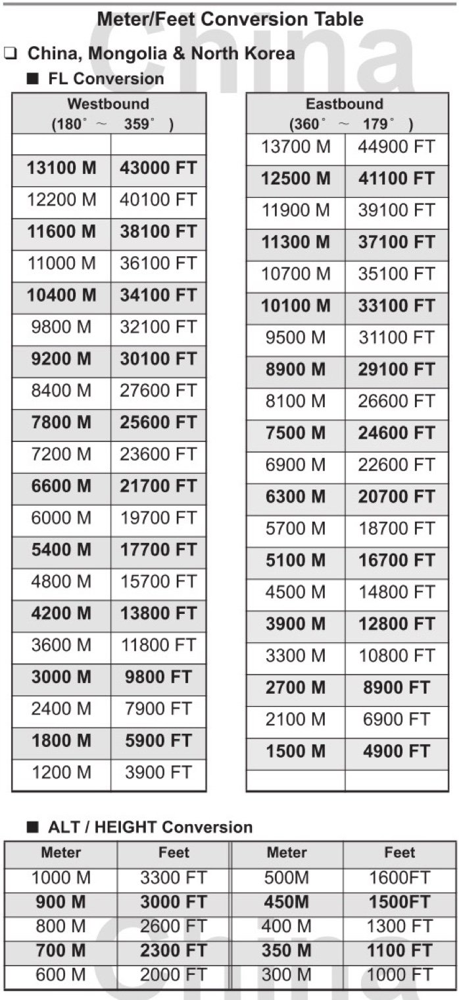 China
Meter/Feet Conversion Table
❑ China, Mongolia & North Korea
■ FL Conversion
Westbound
(180° ~ 359° )
13100 M 43000 FT
12200 M 40100 FT
11600 M 38100 FT
11000 M 36100 FT
10400 M 34100 FT
9800 M 32100 FT
9200 M 30100 FT
8400 M 27600 FT
7800 M 25600 FT
7200 M 23600 FT
6600 M 21700 FT
6000 M 19700 FT
5400 M 17700 FT
4800 M 15700 FT
4200 M 13800 FT
3600 M 11800 FT
3000 M 9800 FT
2400 M 7900 FT
1800 M 5900 FT
1200 M 3900 FT
Eastbound
(360° ~ 179° )
13700 M 44900 FT
12500 M 41100 FT
11900 M 39100 FT
11300 M 37100 FT
10700 M 35100 FT
10100 M 33100 FT
9500 M 31100 FT
8900 M 29100 FT
8100 M 26600 FT
7500 M 24600 FT
6900 M 22600 FT
6300 M 20700 FT
5700 M 18700 FT
5100 M 16700 FT
4500 M 14800 FT
3900 M 12800 FT
3300 M 10800 FT
2700 M 8900 FT
2100 M 6900 FT
1500 M 4900 FT
■ ALT / HEIGHT Conversion
Meter Feet Meter Feet
1000 M 3300 FT 500M 1600FT
900 M 3000 FT 450M 1500FT
800 M 2600 FT 400 M 1300 FT
700 M 2300 FT 350 M 1100 FT
600 M 2000 FT 300 M 1000 FT
China